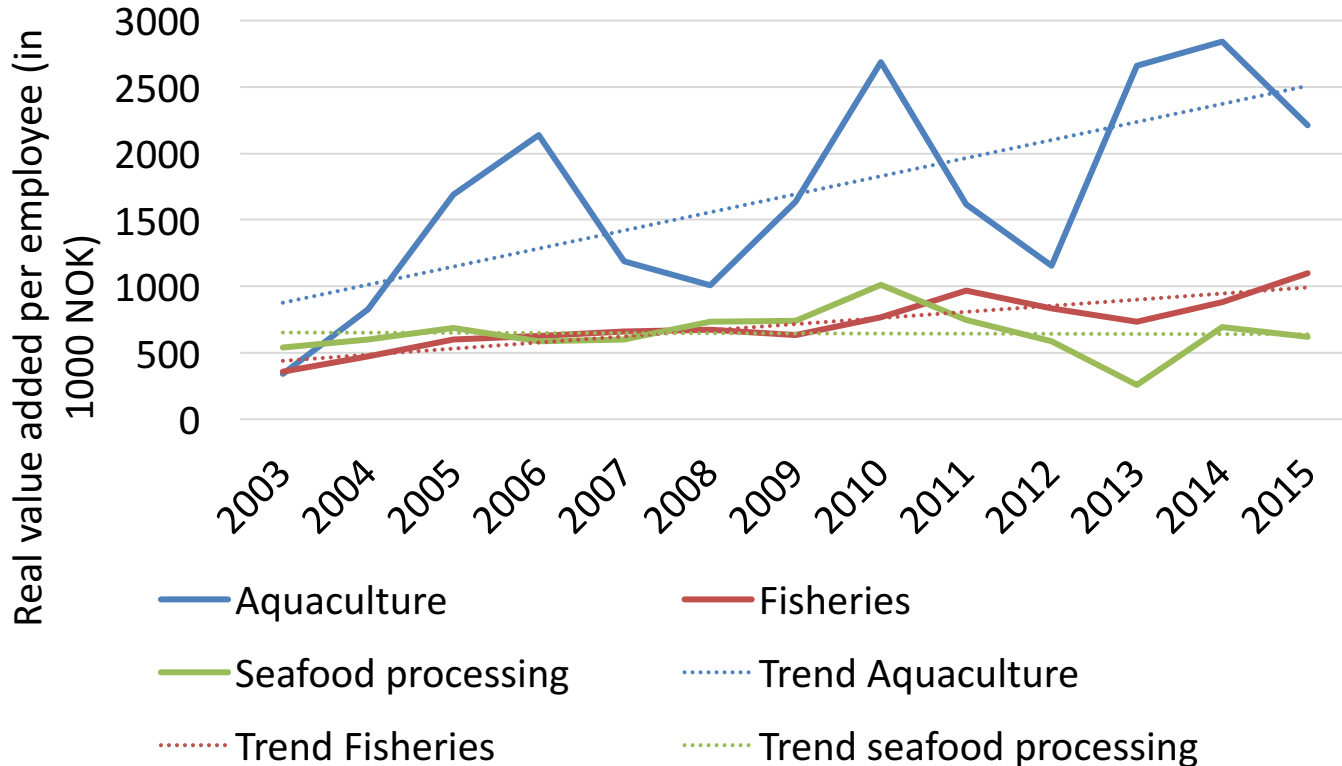 Real value added per employee (in
1000 NOK)
3000
2500
2000
1500
1000
500
0
2003
2004
2005
2006
2007
2008
2009
2010
2011
2012
2013
2014
2015
Aquaculture
Fisheries
Seafood processing
Trend Aquaculture
Trend Fisheries
Trend seafood processing